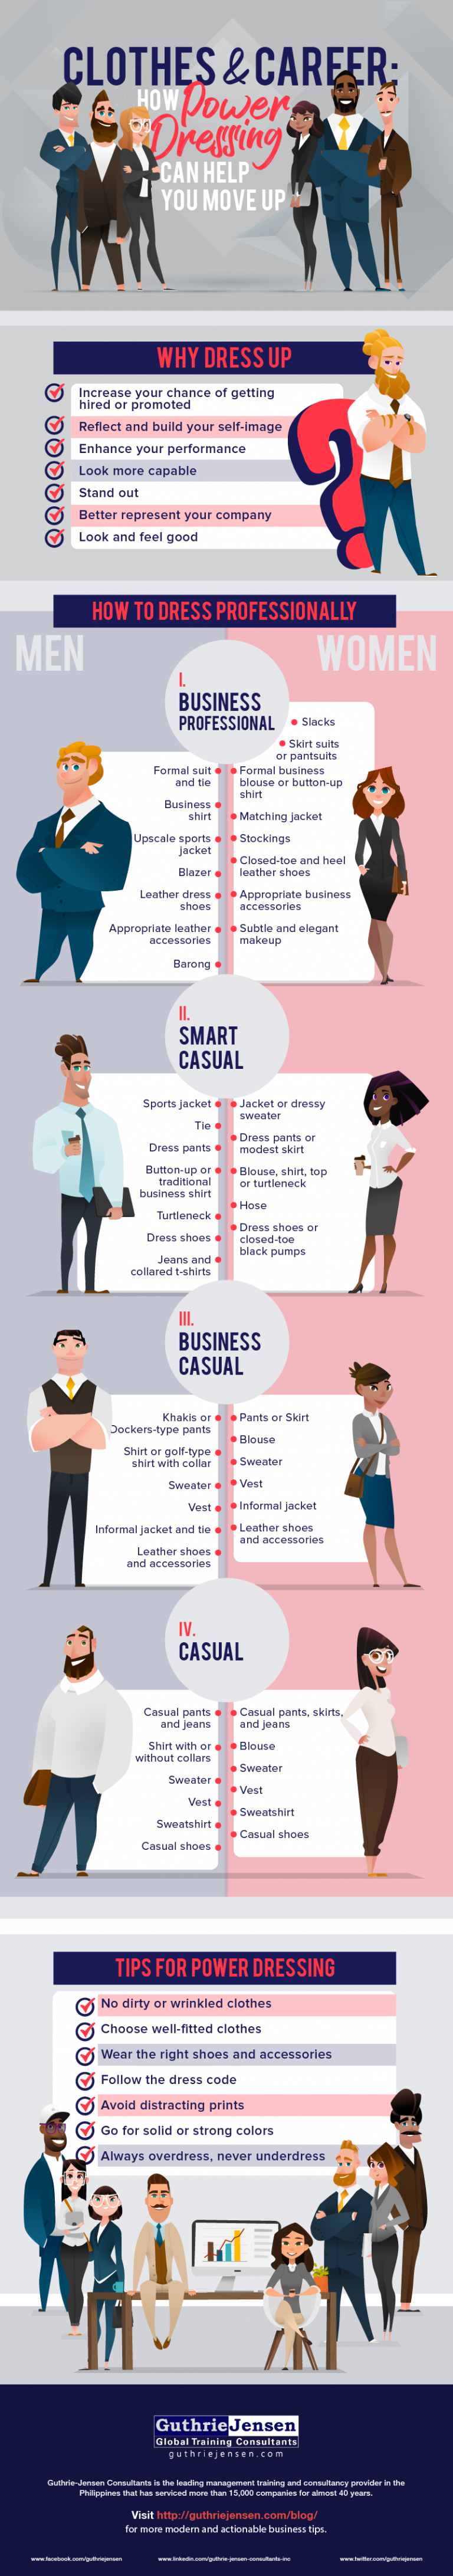 CLOTHES & CAREER:
HOW Power
Dressing
CAN HELP
YOU MOVE UP
WHY DRESS UP
Increase your chance of getting
hired or promoted
Reflect and build your self-image
Enhance your performance
Look more capable
Stand out
Better represent your company
Look and feel good
HOW TO DRESS PROFESSIONALLY
MEN
WOMEN
I.
BUSINESS
PROFESSIONAL
Formal suit
and tie
Business
shirt
Upscale sports
jacket
Blazer
Leather dress
shoes
Appropriate leather
accessories
Barong
Slacks
Skirt suits
or pantsuits
Formal business
blouse or button-up
shirt
Matching jacket
Stockings
Closed-toe and heel
leather shoes
Appropriate business
accessories
Subtle and elegant
makeup
II.
SMART
CASUAL
Sports jacket
Tie
Dress pants
Button-up or
traditional
business shirt
Turtleneck
Dress shoes
Jeans and
collared t-shirts
Jacket or dressy
sweater
Dress pants or
modest skirt
Blouse, shirt, top
or turtleneck
Hose
Dress shoes or
closed-toe
black pumps
III.
BUSINESS
CASUAL
Khakis or
Dockers-type pants
Shirt or golf-type
shirt with collar
Sweater
Vest
Informal jacket and tie
Leather shoes
and accessories
Pants or Skirt
Blouse
Sweater
Vest
Informal jacket
Leather shoes
and accessories
IV.
CASUAL
Casual pants
and jeans
Shirt with or
without collars
Sweater
Vest
Sweatshirt
Casual shoes
Casual pants, skirts,
and jeans
Blouse
Sweater
Vest
Sweatshirt
Casual shoes
TIPS FOR POWER DRESSING
No dirty or wrinkled clothes
Choose well-fitted clothes
Wear the right shoes and accessories
Follow the dress code
Avoid distracting prints
Go for solid or strong colors
Always overdress, never underdress
GuthrieJensen
Global Training Consultants
guthriejensen.com
Guthrie-Jensen Consultants is the leading management training and consultancy provider in the
Philippines that has serviced more than 15,000 companies for almost 40 years.
Visit http://guthriejensen.com/blog/
for more modern and actionable business tips.
www.facebook.com/guthriejensen
www.linkedin.com/guthrie-jensen-consultants-inc
www.twitter.com/guthriejensen